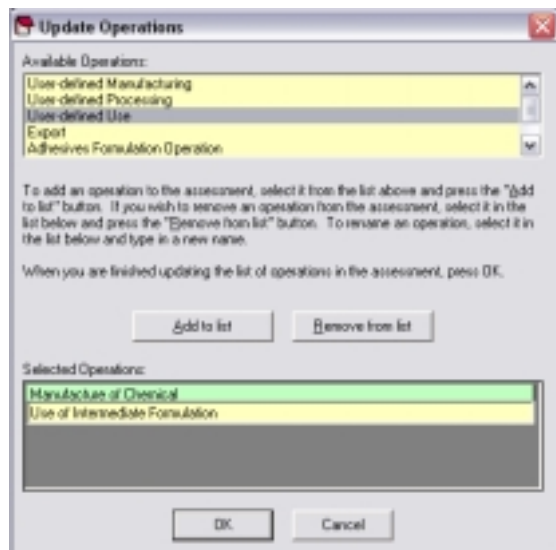 Update Operations
Available Operations:
User-defined Manufacturing
User-defined Processing
User-defined Use
Export
Adhesives Formulation Operation
To add an operation to the assessment, select it from the list above and press the "Add
to list" button. If you wish to remove an operation from the assessment, select it in the
list below and press the "Remove from list" button. To rename an operation, select it in
the list below and type in a new name.
When you are finished updating the list of operations in the assessment, press OK.
Add to list
Remove from list
Selected Operations:
Manufacture of Chemical
Use of Intermediate Formulation
OK
Cancel